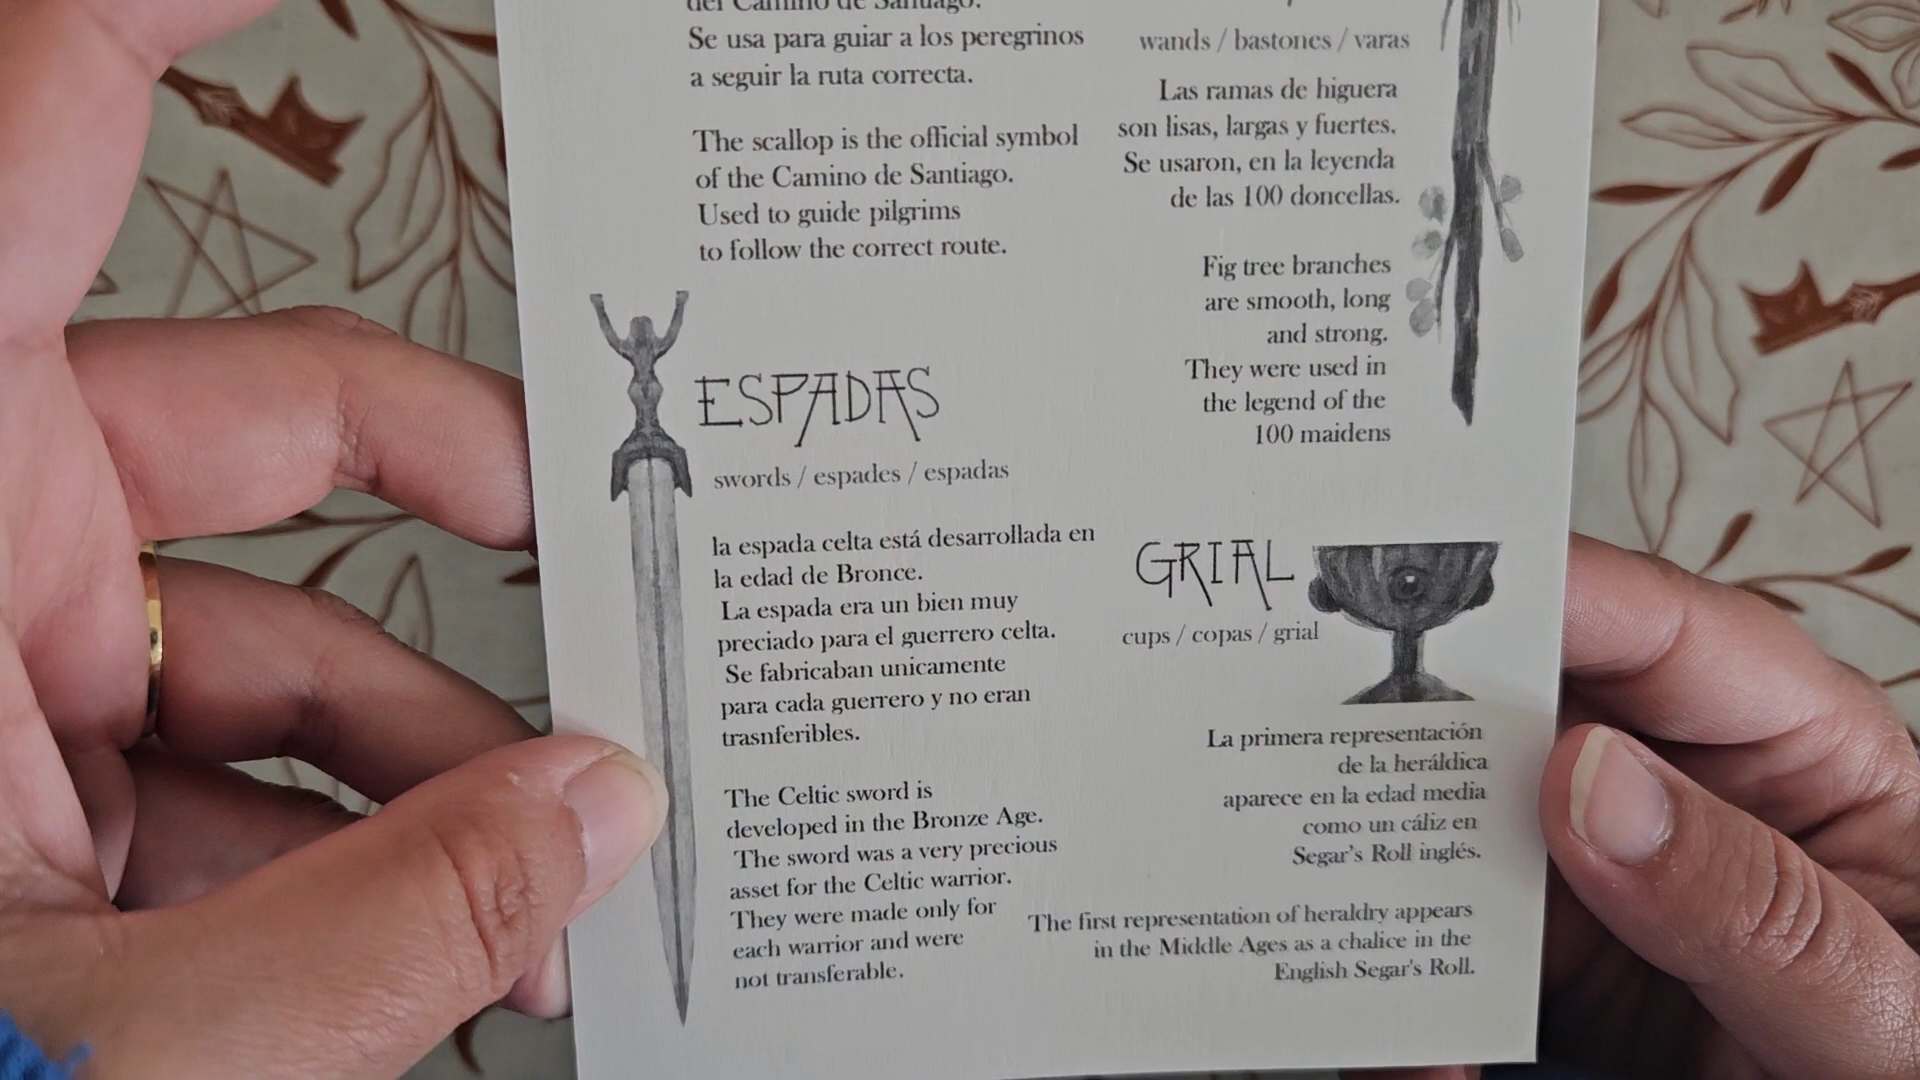 del Camino de Santiago.
Se usa para guiar a los peregrinos
a seguir la ruta correcta.
The scallop is the official symbol
of the Camino de Santiago.
Used to guide pilgrims
to follow the correct route.
ESPADAS
swords / espades / espadas
la espada celta está desarrollada en
la edad de Bronce.
La espada era un bien muy
preciado para el guerrero celta.
Se fabricaban unicamente
para cada guerrero y no eran
trasnferibles.
The Celtic sword is
developed in the Bronze Age.
The sword was a very precious
asset for the Celtic warrior.
They were made only for
each warrior and were
not transferable.
wands / bastones / varas
Las ramas de higuera
son lisas, largas y fuertes.
Se usaron, en la leyenda
de las 100 doncellas.
Fig tree branches
are smooth, long
and strong.
They were used in
the legend of the
100 maidens
GRIAL
cups / copas / grial
La primera representación
de la heráldica
aparece en la edad media
como un cáliz en
Segar's Roll inglés.
The first representation of heraldry appears
in the Middle Ages as a chalice in the
English Segar's Roll.